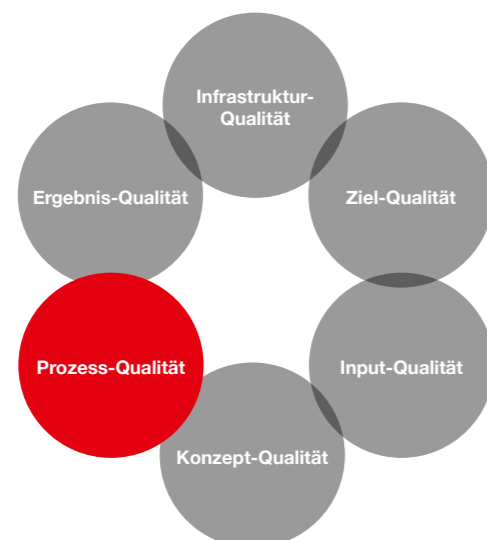 Infrastruktur-
Qualität
Ergebnis-Qualität
Ziel-Qualität
Prozess-Qualität
Input-Qualität
Konzept-Qualität